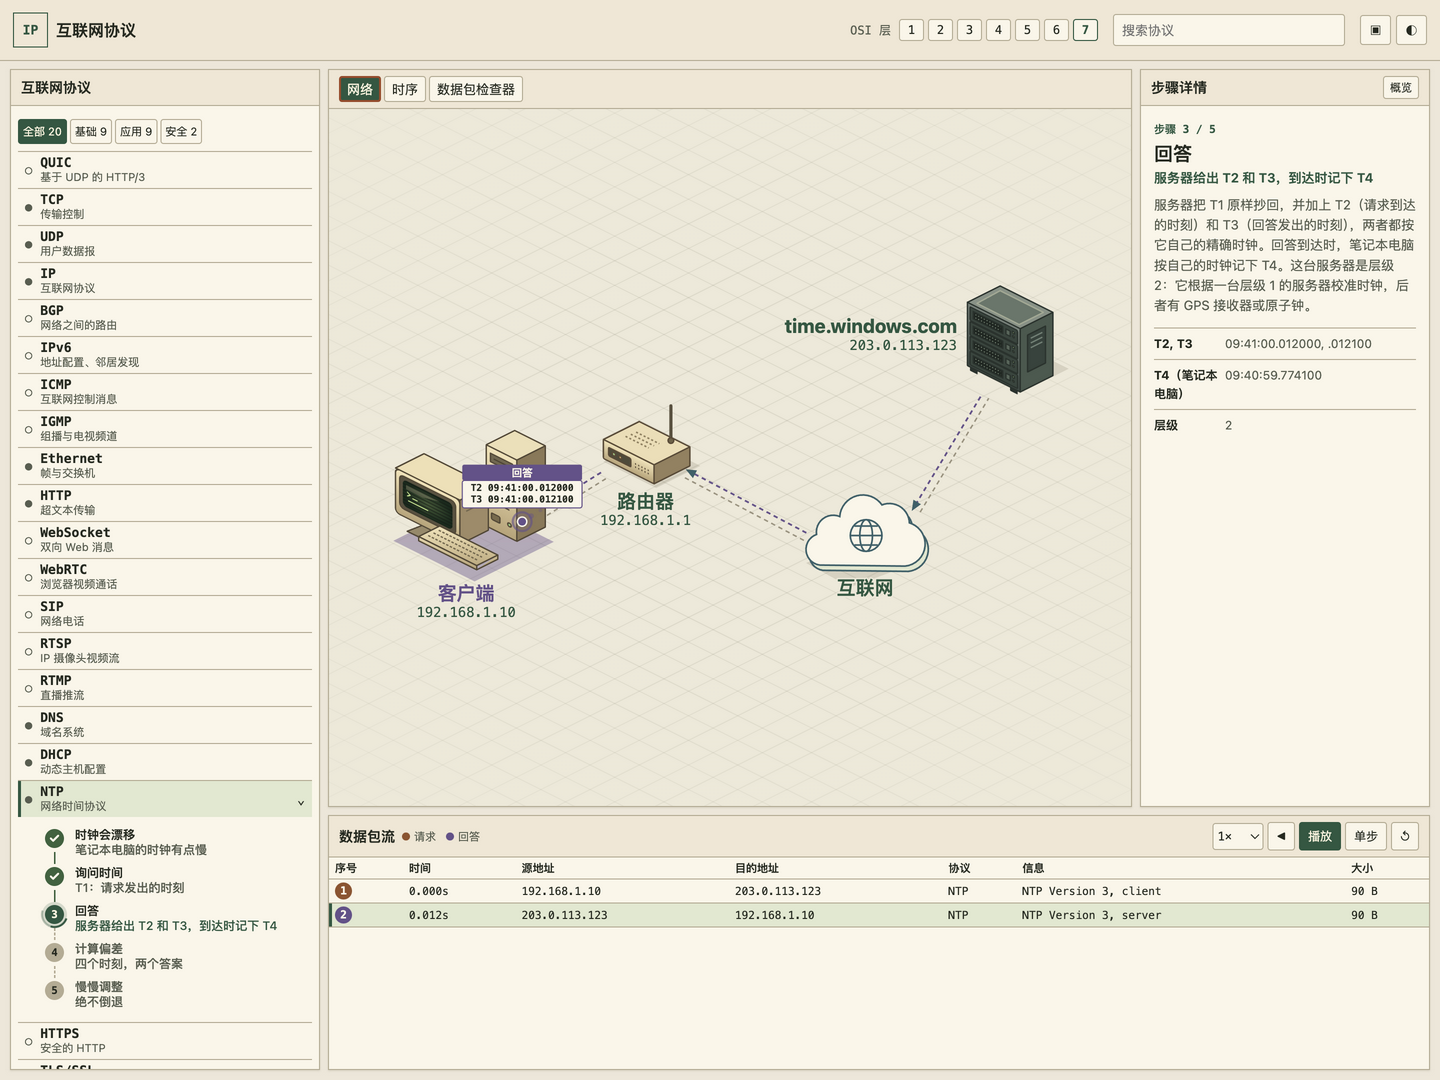 IP
互联网协议
OSI 层
1
2
3
4
5
6
7
搜索协议
互联网协议
全部 20
基础 9
应用 9
安全 2
QUIC
基于 UDP 的 HTTP/3
TCP
传输控制
UDP
用户数据报
IP
互联网协议
BGP
网络之间的路由
IPv6
地址配置、邻居发现
ICMP
互联网控制消息
IGMP
组播与电视频道
Ethernet
帧与交换机
HTTP
超文本传输
WebSocket
双向 Web 消息
WebRTC
浏览器视频通话
SIP
网络电话
RTSP
IP 摄像头视频流
RTMP
直播推流
DNS
域名系统
DHCP
动态主机配置
NTP
网络时间协议
时钟会漂移
笔记本电脑的时钟有点慢
询问时间
T1：请求发出的时刻
3
回答
服务器给出 T2 和 T3，到达时记下 T4
4
计算偏差
四个时刻，两个答案
5
慢慢调整
绝不倒退
HTTPS
安全的 HTTP
TLS/SSL
网络
时序
数据包检查器
time.windows.com
203.0.113.123
回答
T2 09:41:00.012000
T3 09:41:00.012100
路由器
192.168.1.1
互联网
客户端
192.168.1.10
步骤详情
概览
步骤 3 / 5
回答
服务器给出 T2 和 T3，到达时记下 T4
服务器把 T1 原样抄回，并加上 T2（请求到达
的时刻）和 T3（回答发出的时刻），两者都按
它自己的精确时钟。回答到达时，笔记本电脑
按自己的时钟记下 T4。这台服务器是层级
2：它根据一台层级 1 的服务器校准时钟，后
者有 GPS 接收器或原子钟。
T2, T3
09:41:00.012000, .012100
T4（笔记本
电脑）
09:40:59.774100
层级
2
数据包流
请求
回答
1×
播放
单步
序号
时间
源地址
目的地址
协议
信息
大小
1
0.000s
192.168.1.10
203.0.113.123
NTP
NTP Version 3, client
90 B
2
0.012s
203.0.113.123
192.168.1.10
NTP
NTP Version 3, server
90 B